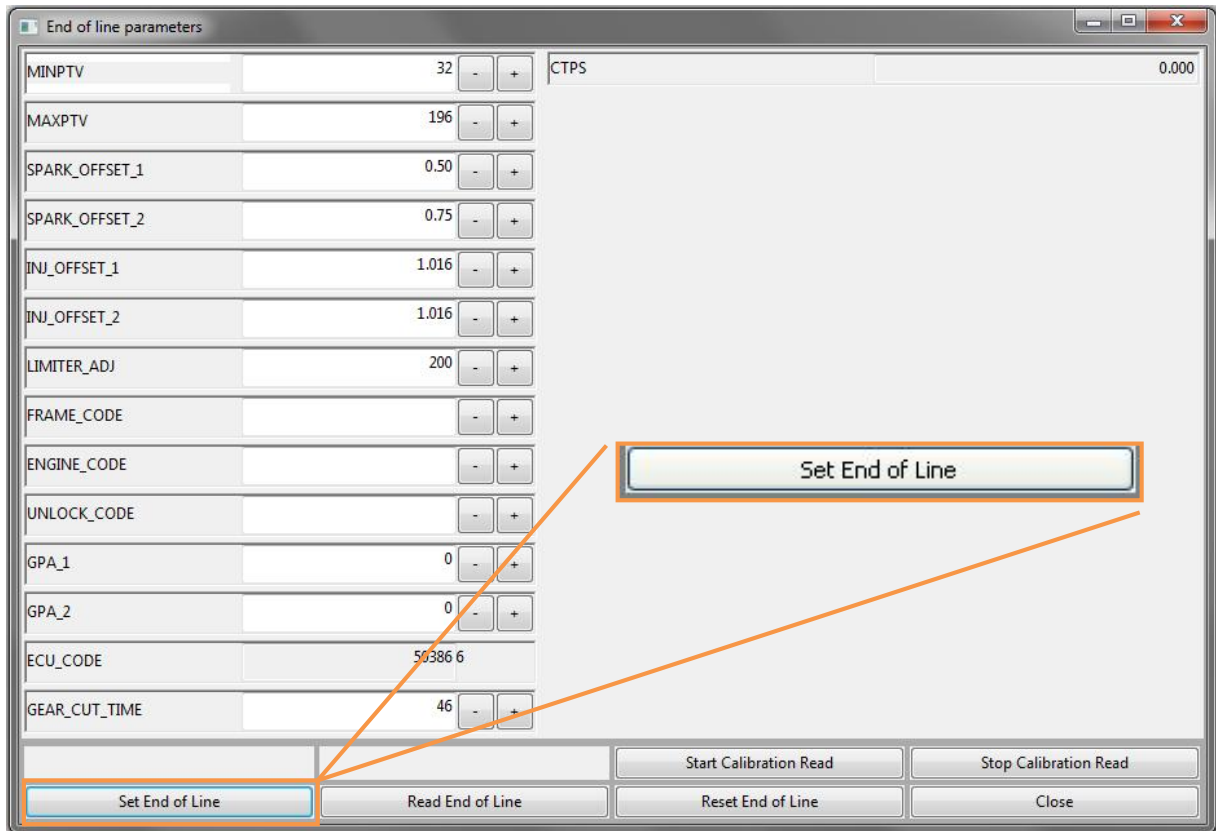 End of line parameters
MINPTV 32 - +
CTPS 0.000
MAXPTV 196 - +
SPARK_OFFSET_1 0.50 - +
SPARK_OFFSET_2 0.75 - +
INJ_OFFSET_1 1.016 - +
INJ_OFFSET_2 1.016 - +
LIMITER_ADJ 200 - +
FRAME_CODE - +
ENGINE_CODE - +
Set End of Line
UNLOCK_CODE - +
GPA_1 0 - +
GPA_2 0 - +
ECU_CODE
GEAR_CUT_TIME 46 - +
Start Calibration Read Stop Calibration Read
Set End of Line Read End of Line Reset End of Line Close